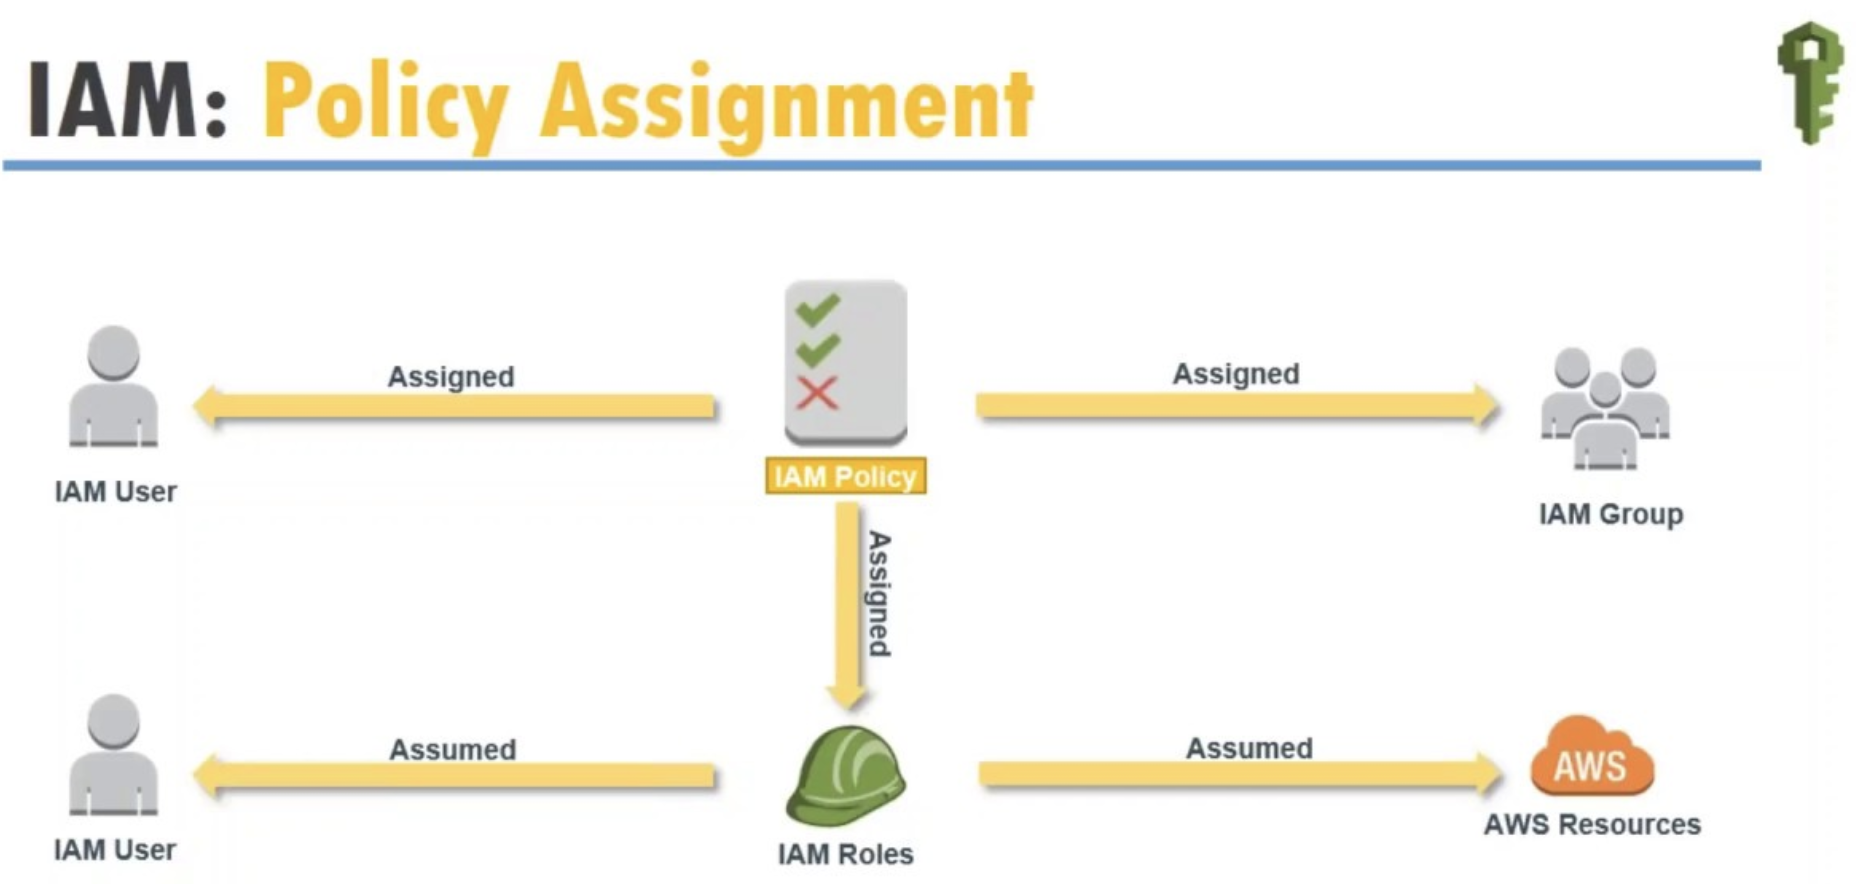 IAM: Policy Assignment
Assigned
Assigned
IAM User
IAM Policy
IAM Group
Assigned
Assumed
Assumed
AWS
IAM User
IAM Roles
AWS Resources